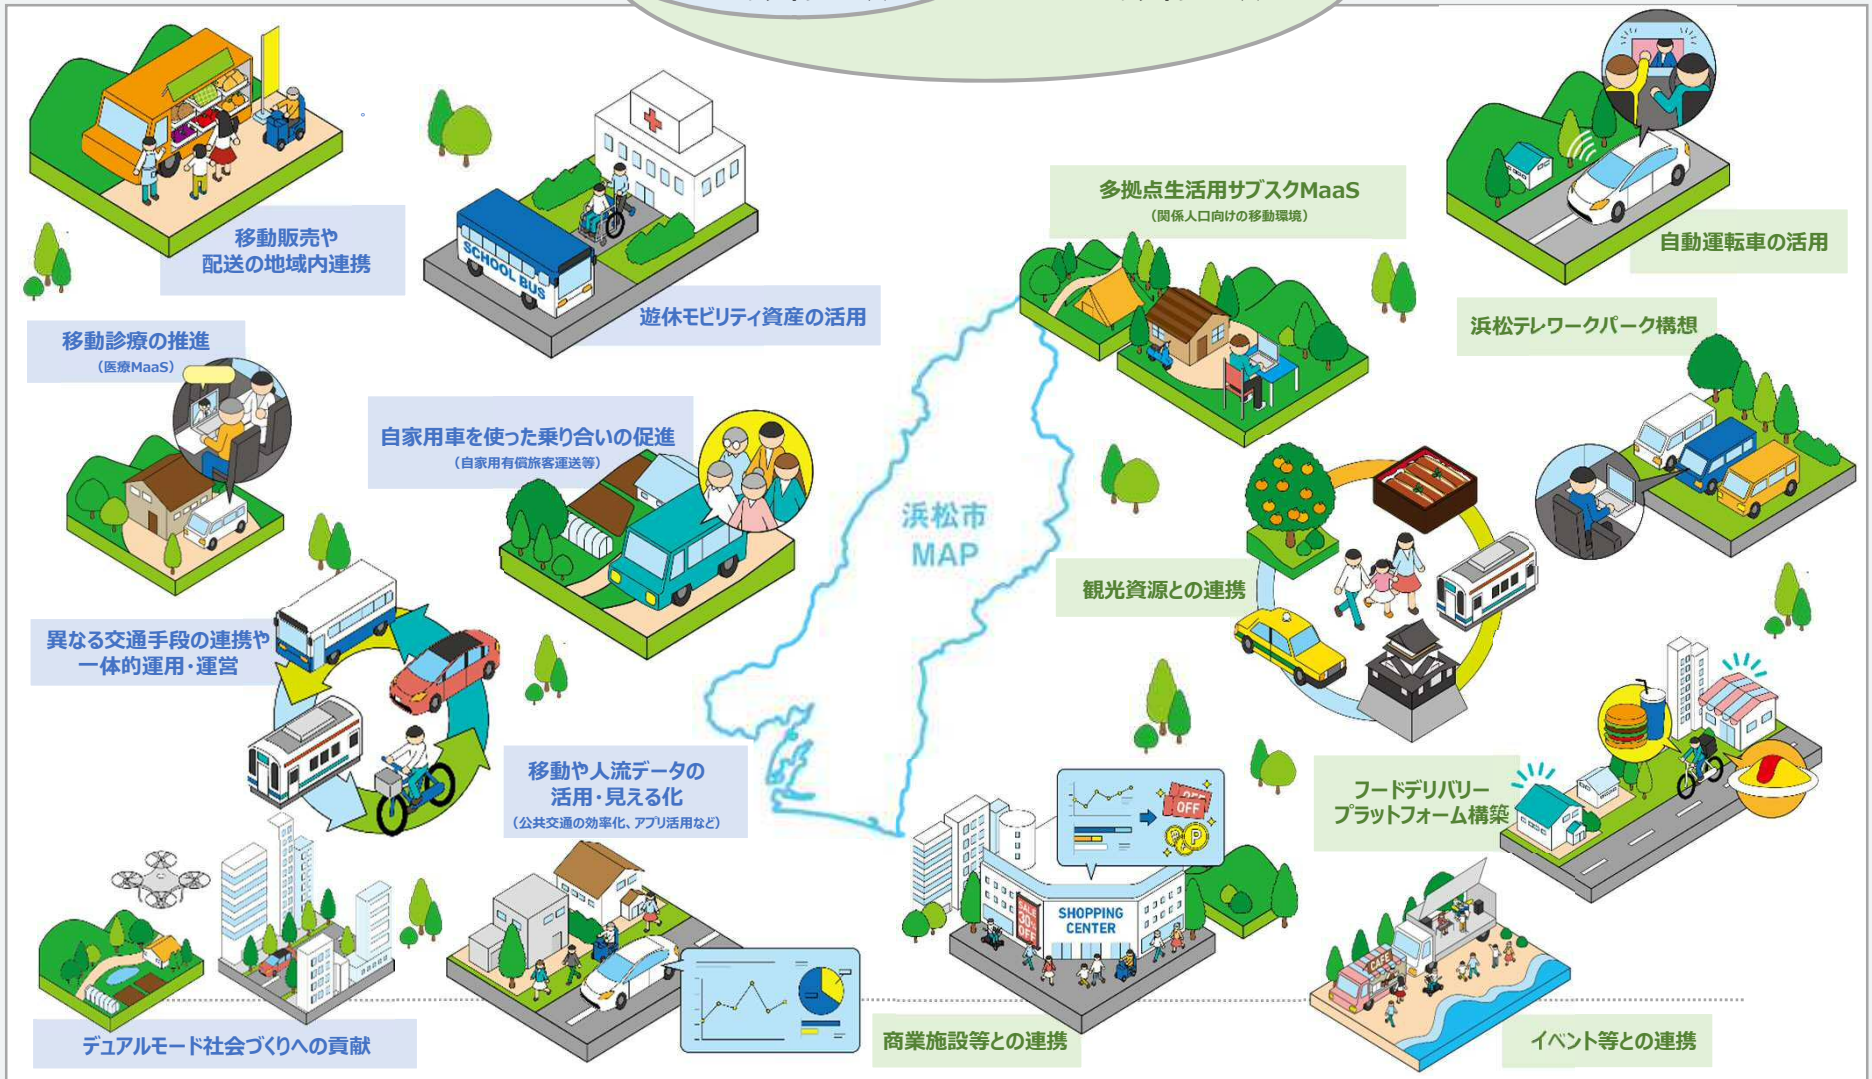 移動販売や
配送の地域内連携
SCHOOL BUS
遊休モビリティ資産の活用
移動診療の推進
(医療MaaS)
自家用車を使った乗り合いの促進
(自家用有償旅客運送等)
異なる交通手段の連携や
一体的運用・運営
移動や人流データの
活用・見える化
(公共交通の効率化、アプリ活用など)
デュアルモード社会づくりへの貢献
浜松市
MAP
多拠点生活用サブスクMaaS
(関係人口向けの移動環境)
自動運転車の活用
浜松テレワークパーク構想
観光資源との連携
フードデリバリー
プラットフォーム構築
OFF
P
SALE
30%
OFF
SHOPPING
CENTER
商業施設等との連携
CAFE
イベント等との連携